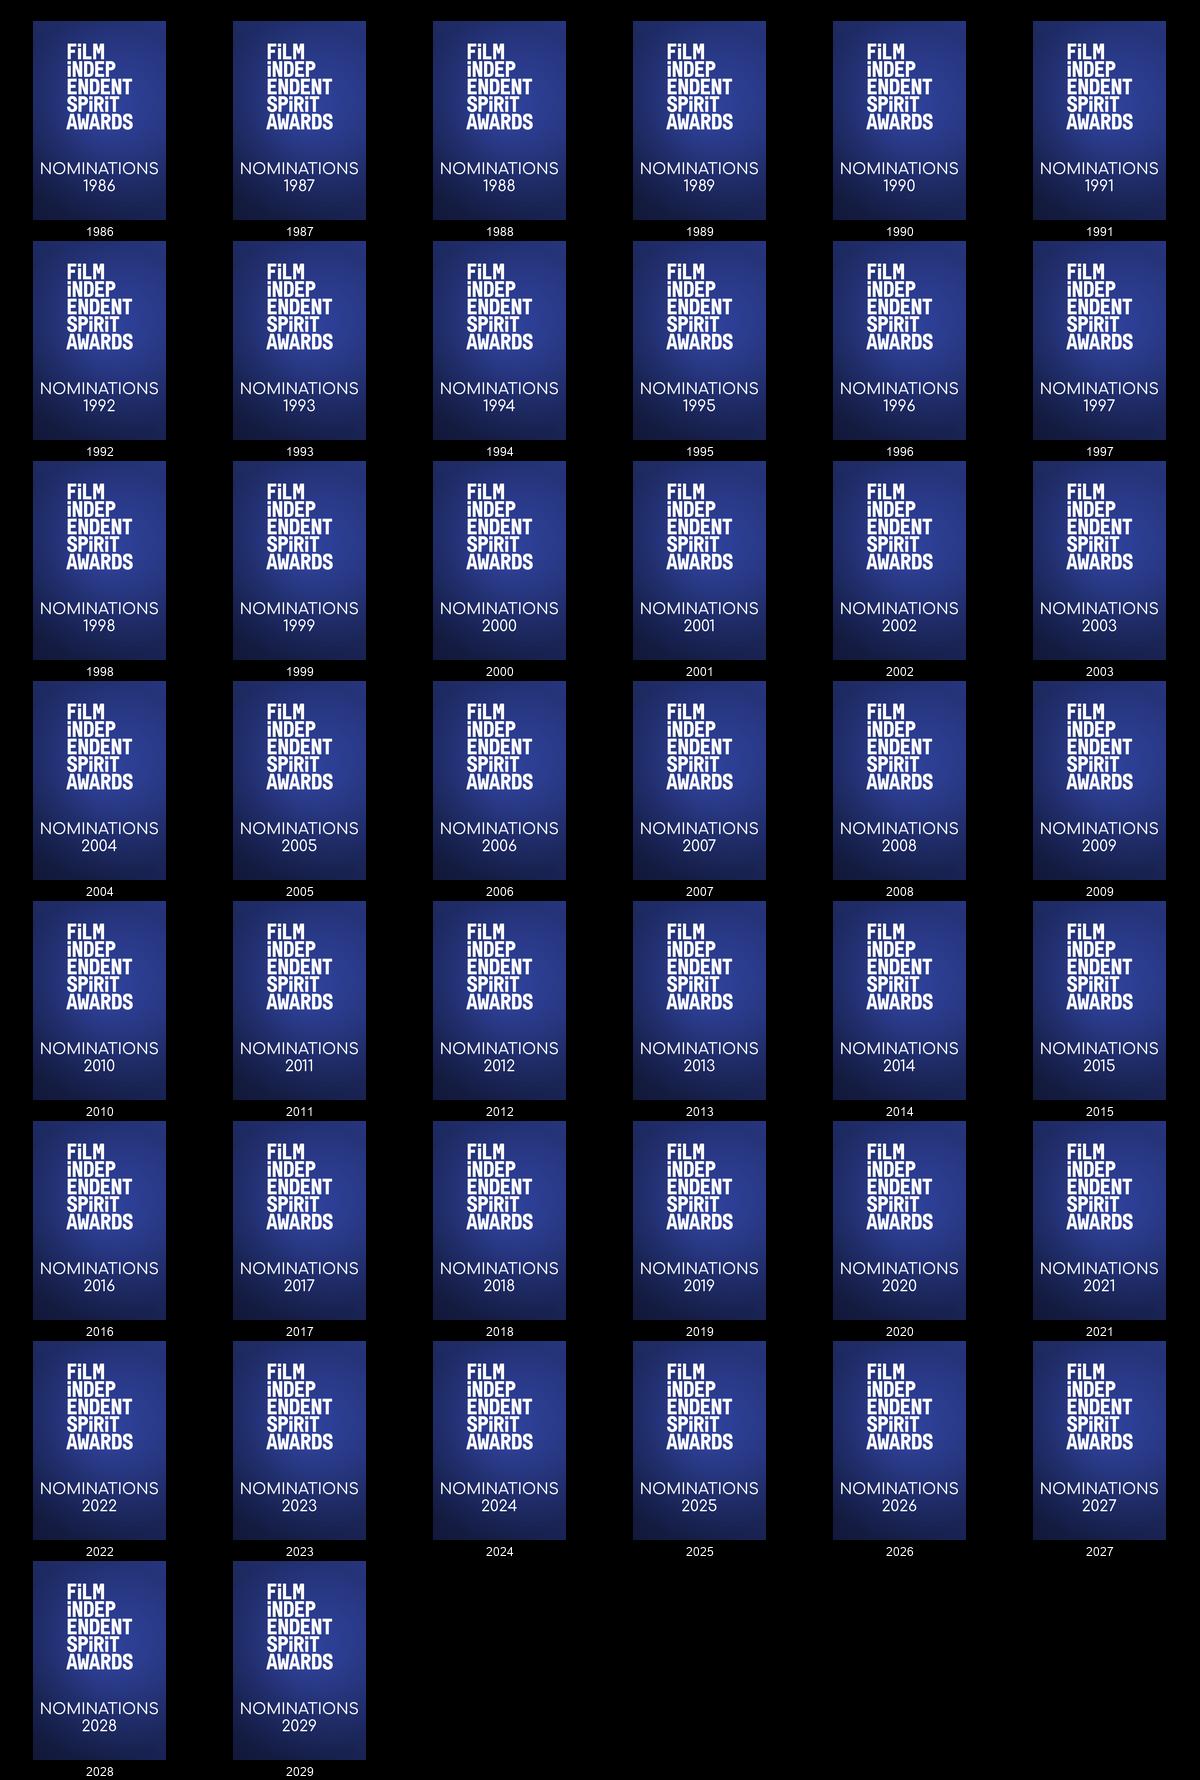 FiLM
iNDEP
ENDENT
SPiRiT
AWARDS
NOMINATIONS
1986
1986
FiLM
iNDEP
ENDENT
SPiRiT
AWARDS
NOMINATIONS
1987
1987
FiLM
iNDEP
ENDENT
SPiRiT
AWARDS
NOMINATIONS
1988
1988
FiLM
iNDEP
ENDENT
SPiRiT
AWARDS
NOMINATIONS
1989
1989
FiLM
iNDEP
ENDENT
SPiRiT
AWARDS
NOMINATIONS
1990
1990
FiLM
iNDEP
ENDENT
SPiRiT
AWARDS
NOMINATIONS
1991
1991
FiLM
iNDEP
ENDENT
SPiRiT
AWARDS
NOMINATIONS
1992
1992
FiLM
iNDEP
ENDENT
SPiRiT
AWARDS
NOMINATIONS
1993
1993
FiLM
iNDEP
ENDENT
SPiRiT
AWARDS
NOMINATIONS
1994
1994
FiLM
iNDEP
ENDENT
SPiRiT
AWARDS
NOMINATIONS
1995
1995
FiLM
iNDEP
ENDENT
SPiRiT
AWARDS
NOMINATIONS
1996
1996
FiLM
iNDEP
ENDENT
SPiRiT
AWARDS
NOMINATIONS
1997
1997
FiLM
iNDEP
ENDENT
SPiRiT
AWARDS
NOMINATIONS
1998
1998
FiLM
iNDEP
ENDENT
SPiRiT
AWARDS
NOMINATIONS
1999
1999
FiLM
iNDEP
ENDENT
SPiRiT
AWARDS
NOMINATIONS
2000
2000
FiLM
iNDEP
ENDENT
SPiRiT
AWARDS
NOMINATIONS
2001
2001
FiLM
iNDEP
ENDENT
SPiRiT
AWARDS
NOMINATIONS
2002
2002
FiLM
iNDEP
ENDENT
SPiRiT
AWARDS
NOMINATIONS
2003
2003
FiLM
iNDEP
ENDENT
SPiRiT
AWARDS
NOMINATIONS
2004
2004
FiLM
iNDEP
ENDENT
SPiRiT
AWARDS
NOMINATIONS
2005
2005
FiLM
iNDEP
ENDENT
SPiRiT
AWARDS
NOMINATIONS
2006
2006
FiLM
iNDEP
ENDENT
SPiRiT
AWARDS
NOMINATIONS
2007
2007
FiLM
iNDEP
ENDENT
SPiRiT
AWARDS
NOMINATIONS
2008
2008
FiLM
iNDEP
ENDENT
SPiRiT
AWARDS
NOMINATIONS
2009
2009
FiLM
iNDEP
ENDENT
SPiRiT
AWARDS
NOMINATIONS
2010
2010
FiLM
iNDEP
ENDENT
SPiRiT
AWARDS
NOMINATIONS
2011
2011
FiLM
iNDEP
ENDENT
SPiRiT
AWARDS
NOMINATIONS
2012
2012
FiLM
iNDEP
ENDENT
SPiRiT
AWARDS
NOMINATIONS
2013
2013
FiLM
iNDEP
ENDENT
SPiRiT
AWARDS
NOMINATIONS
2014
2014
FiLM
iNDEP
ENDENT
SPiRiT
AWARDS
NOMINATIONS
2015
2015
FiLM
iNDEP
ENDENT
SPiRiT
AWARDS
NOMINATIONS
2016
2016
FiLM
iNDEP
ENDENT
SPiRiT
AWARDS
NOMINATIONS
2017
2017
FiLM
iNDEP
ENDENT
SPiRiT
AWARDS
NOMINATIONS
2018
2018
FiLM
iNDEP
ENDENT
SPiRiT
AWARDS
NOMINATIONS
2019
2019
FiLM
iNDEP
ENDENT
SPiRiT
AWARDS
NOMINATIONS
2020
2020
FiLM
iNDEP
ENDENT
SPiRiT
AWARDS
NOMINATIONS
2021
2021
FiLM
iNDEP
ENDENT
SPiRiT
AWARDS
NOMINATIONS
2022
2022
FiLM
iNDEP
ENDENT
SPiRiT
AWARDS
NOMINATIONS
2023
2023
FiLM
iNDEP
ENDENT
SPiRiT
AWARDS
NOMINATIONS
2024
2024
FiLM
iNDEP
ENDENT
SPiRiT
AWARDS
NOMINATIONS
2025
2025
FiLM
iNDEP
ENDENT
SPiRiT
AWARDS
NOMINATIONS
2026
2026
FiLM
iNDEP
ENDENT
SPiRiT
AWARDS
NOMINATIONS
2027
2027
FiLM
iNDEP
ENDENT
SPiRiT
AWARDS
NOMINATIONS
2028
2028
FiLM
iNDEP
ENDENT
SPiRiT
AWARDS
NOMINATIONS
2029
2029